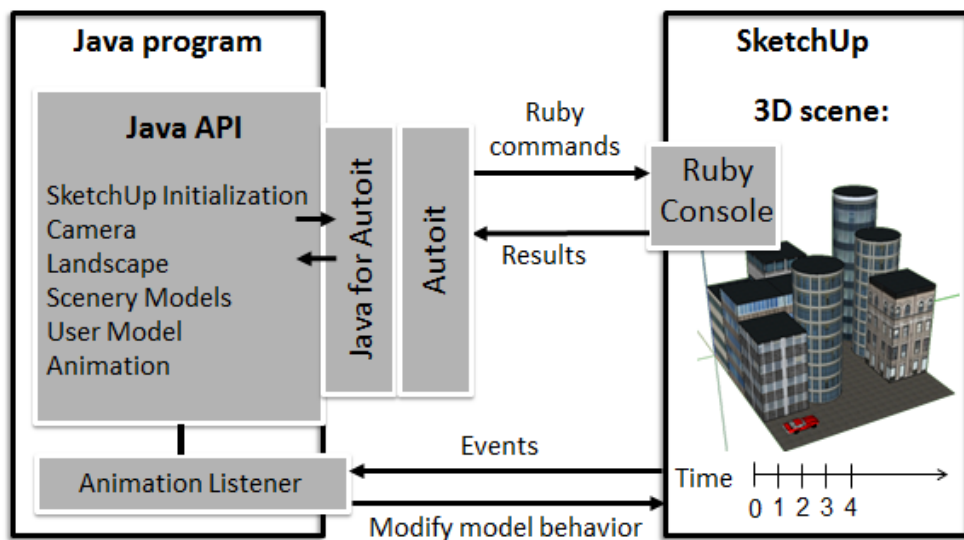 Java program
Java API
SketchUp Initialization
Camera
Landscape
Scenery Models
User Model
Animation
Java for Autoit
Autoit
Ruby
commands
Results
SketchUp
3D scene:
Ruby
Console
Animation Listener
Events
Modify model behavior
Time
0 1 2 3 4